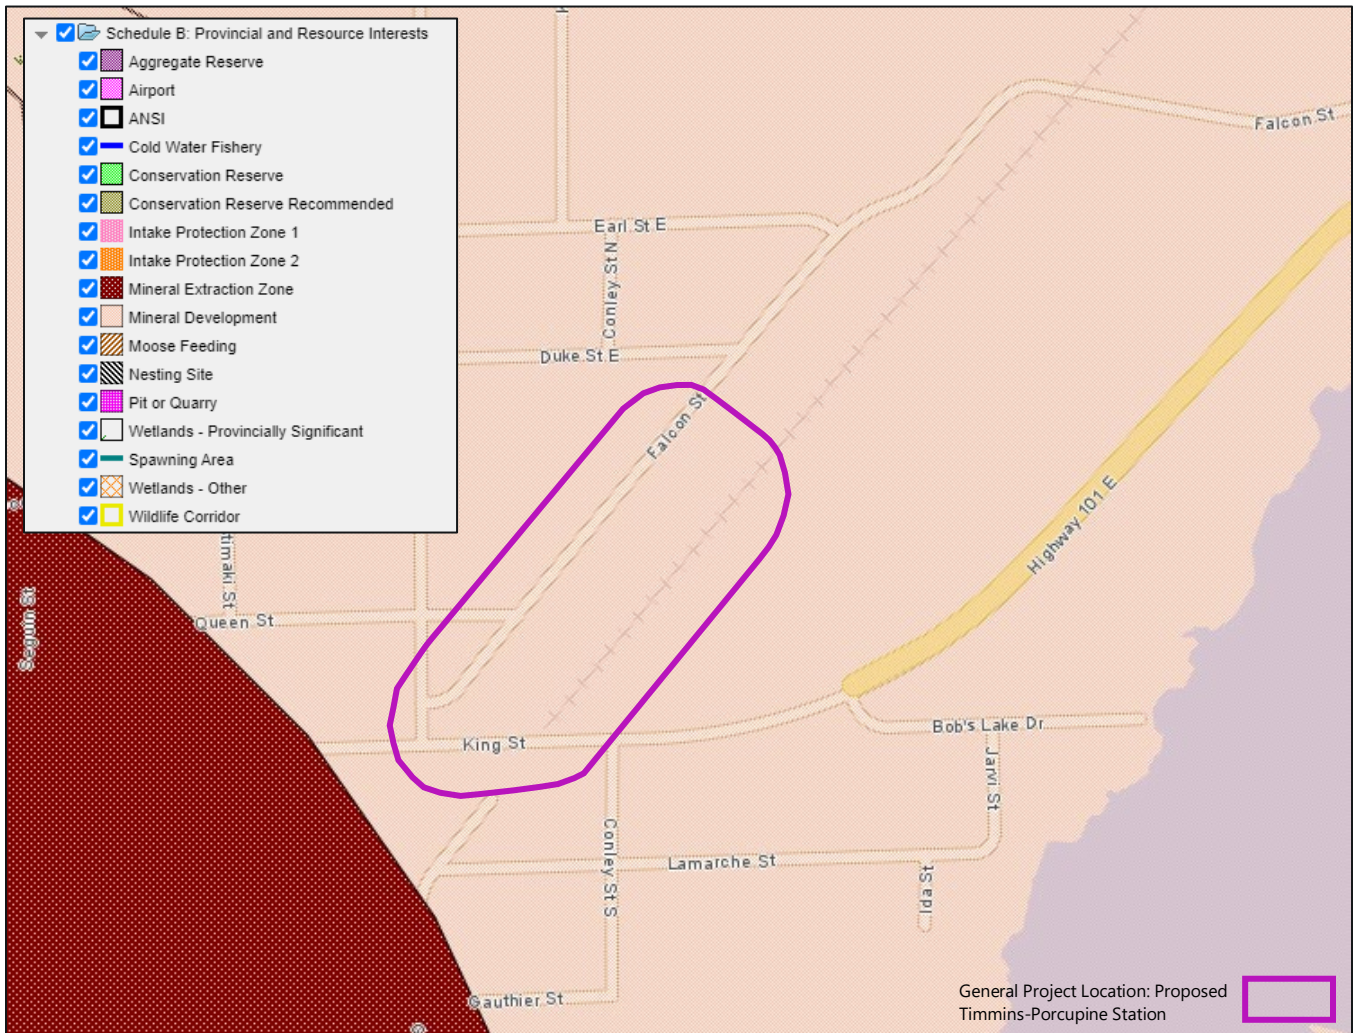 Schedule B: Provincial and Resource Interests
Aggregate Reserve
Airport
ANSI
Cold Water Fishery
Conservation Reserve
Conservation Reserve Recommended
Intake Protection Zone 1
Intake Protection Zone 2
Mineral Extraction Zone
Mineral Development
Moose Feeding
Nesting Site
Pit or Quarry
Wetlands - Provincially Significant
Spawning Area
Wetlands - Other
Wildlife Corridor
Falcon St
Earl St E
Conley St N
Duke St E
Falcon St
Highway 101 E
timaki St
Queen St
Seguin St
King St
Bob's Lake Dr
Jarvi St
Conley St S
Lamarche St
Ida St
Gauthier St
General Project Location: Proposed
Timmins-Porcupine Station